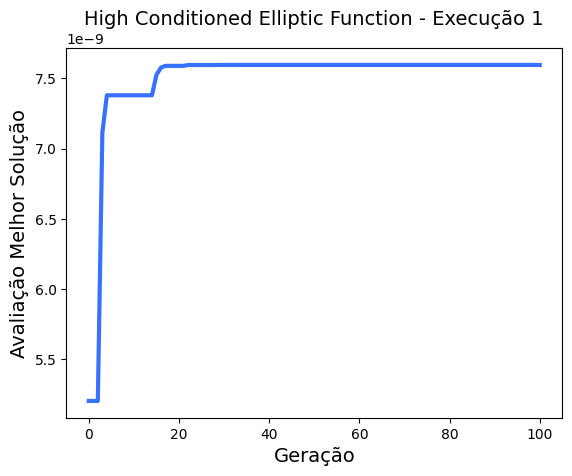 High Conditioned Elliptic Function - Execução 1
1e−9
7.5
7.0
6.5
6.0
5.5
Avaliação Melhor Solução
0 20 40 60 80 100
Geração